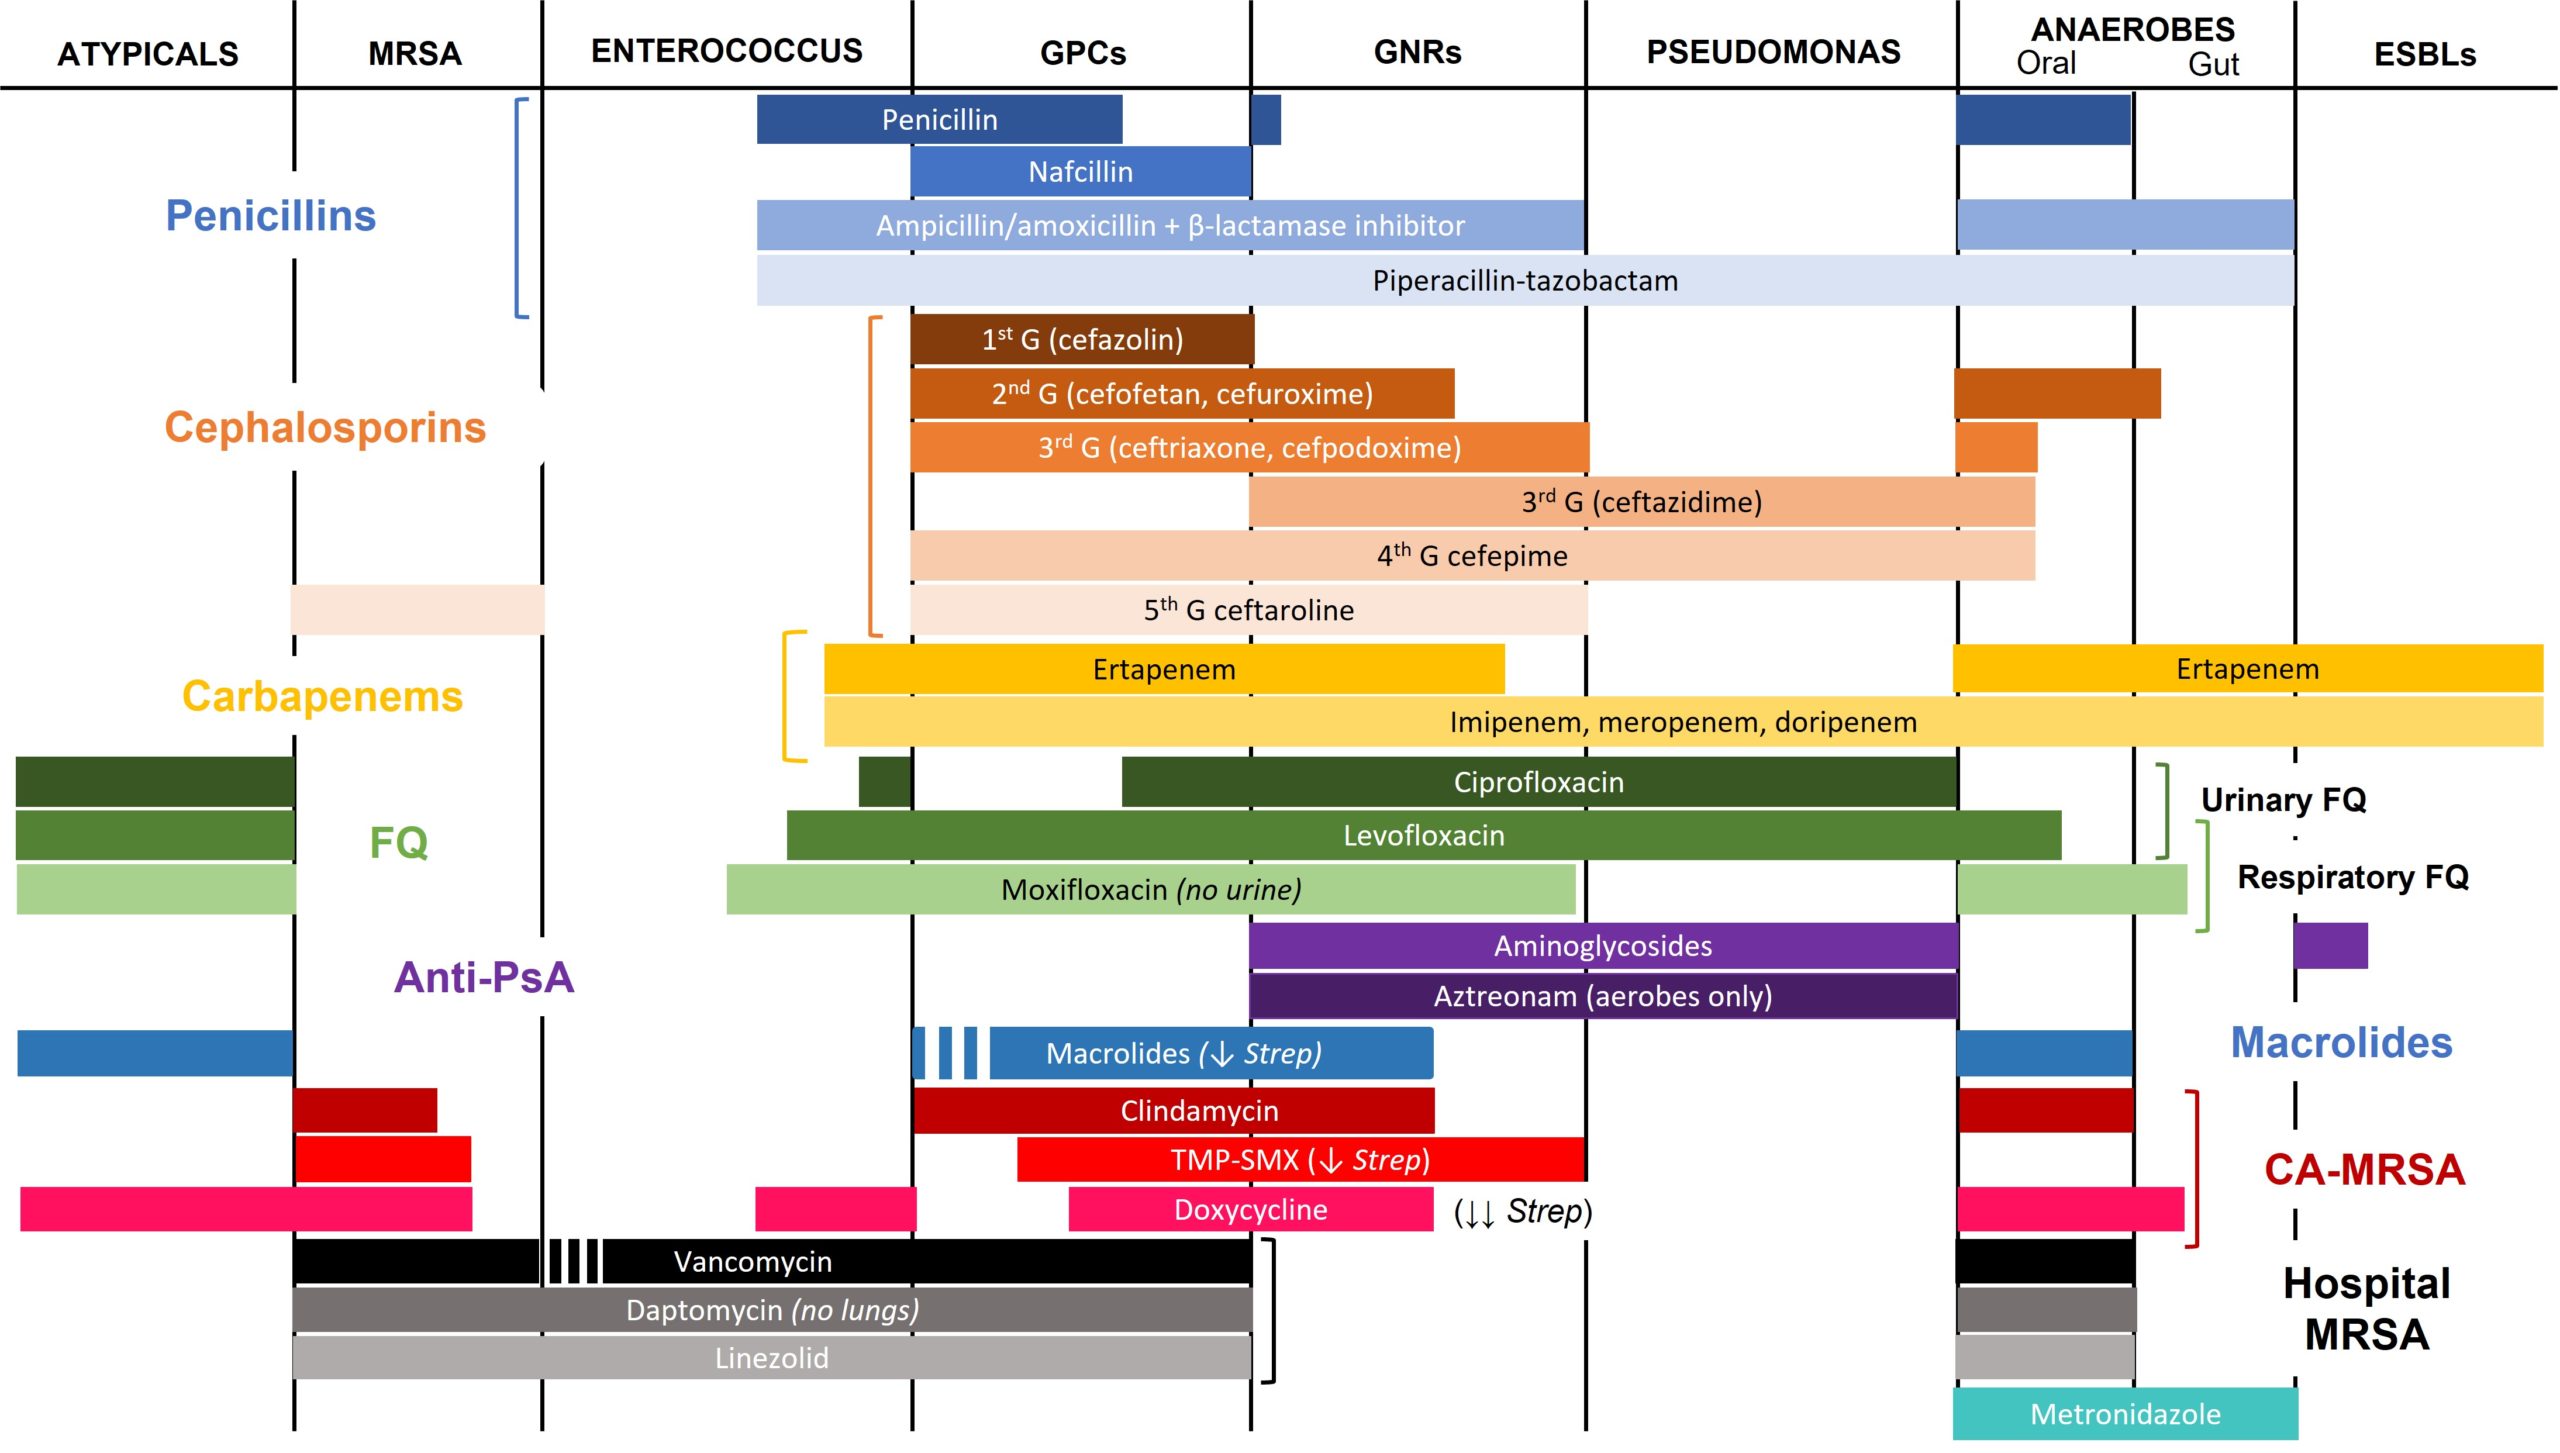 ATYPICALS
MRSA
ENTEROCOCCUS
GPCs
GNRs
PSEUDOMONAS
ANAEROBES
Oral
Gut
ESBLs
Penicillins
Penicillin
Nafcillin
Ampicillin/amoxicillin + β-lactamase inhibitor
Piperacillin-tazobactam
Cephalosporins
1st G (cefazolin)
2nd G (cefofetan, cefuroxime)
3rd G (ceftriaxone, cefpodoxime)
3rd G (ceftazidime)
4th G cefepime
5th G ceftaroline
Carbapenems
Ertapenem
Ertapenem
Imipenem, meropenem, doripenem
FQ
Ciprofloxacin
Urinary FQ
Levofloxacin
Moxifloxacin (no urine)
Respiratory FQ
Anti-PsA
Aminoglycosides
Aztreonam (aerobes only)
Macrolides (↓ Strep)
Macrolides
Clindamycin
TMP-SMX (↓ Strep)
CA-MRSA
Doxycycline
(↓↓ Strep)
Vancomycin
Daptomycin (no lungs)
Linezolid
Hospital
MRSA
Metronidazole